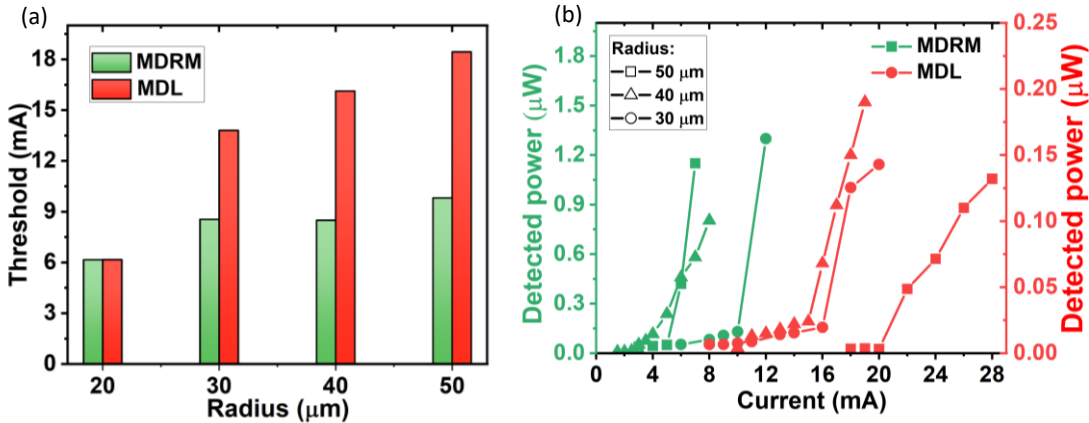 (a)
MDRM
MDL
Threshold (mA)
18
15
12
9
6
3
0
20 30 40 50
Radius (μm)
(b)
Radius:
50 μm
40 μm
30 μm
MDRM
MDL
Detected power (μW)
1.8
1.5
1.2
0.9
0.6
0.3
0.0
0 4 8 12 16 20 24 28
Current (mA)
0.25
0.20
0.15
0.10
0.05
0.00
Detected power (μW)